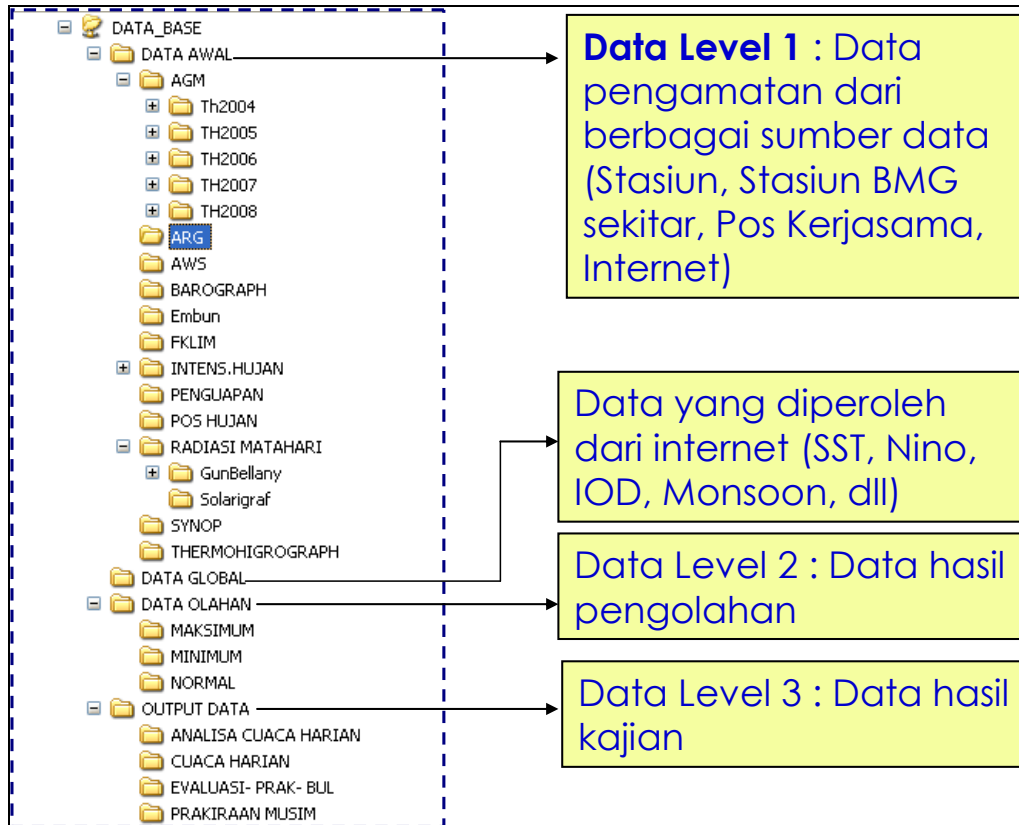 DATA_BASE
DATA AWAL
AGM
Th2004
TH2005
TH2006
TH2007
TH2008
ARG
AWS
BAROGRAPH
Embun
FKLIM
INTENS.HUJAN
PENGUAPAN
POS HUJAN
RADIASI MATAHARI
GunBellany
Solarigraf
SYNOP
THERMOHIGROGRAPH
DATA GLOBAL
DATA OLAHAN
MAKSIMUM
MINIMUM
NORMAL
OUTPUT DATA
ANALISA CUACA HARIAN
CUACA HARIAN
EVALUASI- PRAK- BUL
PRAKIRAAN MUSIM
Data Level 1 : Data
pengamatan dari
berbagai sumber data
(Stasiun, Stasiun BMG
sekitar, Pos Kerjasama,
Internet)
Data yang diperoleh
dari internet (SST, Nino,
IOD, Monsoon, dll)
Data Level 2 : Data hasil
pengolahan
Data Level 3 : Data hasil
kajian